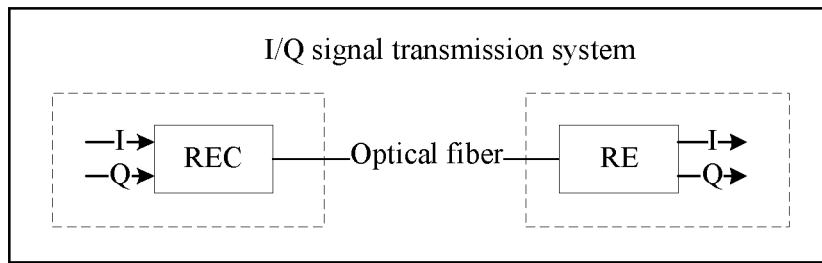 I/Q signal transmission system
I
Q
REC
Optical fiber
RE
I
Q